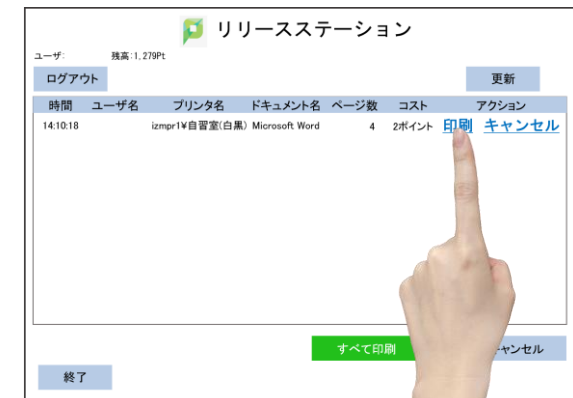 リリースステーション
ユーザ: 残高:1,279Pt
ログアウト 更新
時間 ユーザ名 プリンタ名 ドキュメント名 ページ数 コスト アクション
14:10:18 izmpr1¥自習室(白黒) Microsoft Word 4 2ポイント 印刷 キャンセル
すべて印刷 キャンセル
終了